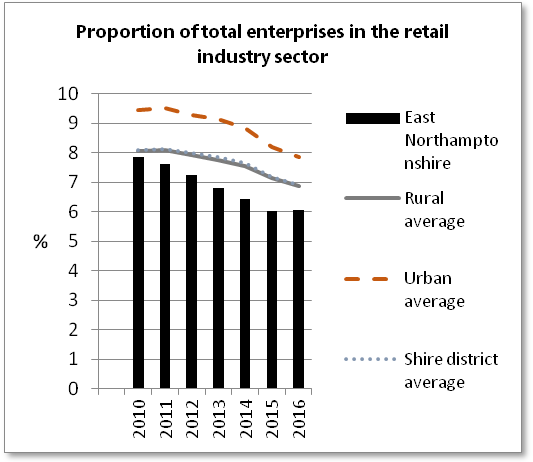 Proportion of total enterprises in the retail
industry sector
10
9
8
7
6
5
4
3
2
1
0
%
2010
2011
2012
2013
2014
2015
2016
East
Northampto
nshire
Rural
average
Urban
average
Shire district
average